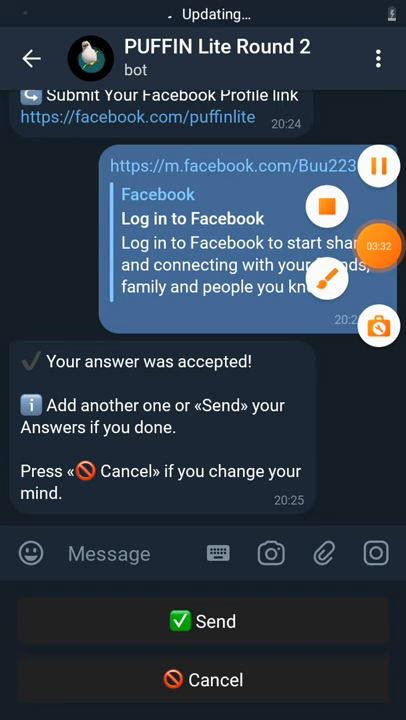 Updating...
PUFFIN Lite Round 2
bot
Submit Your Facebook Profile link
https://facebook.com/puffinlite
20:24
https://m.facebook.com/Buu223
Facebook
Log in to Facebook
Log in to Facebook to start
and connecting with your
family and people you
03:32
✔ Your answer was accepted!
ℹ Add another one or «Send» your
Answers if you done.
Press «🚫 Cancel» if you change your
mind.
20:25
Message
✅ Send
🚫 Cancel